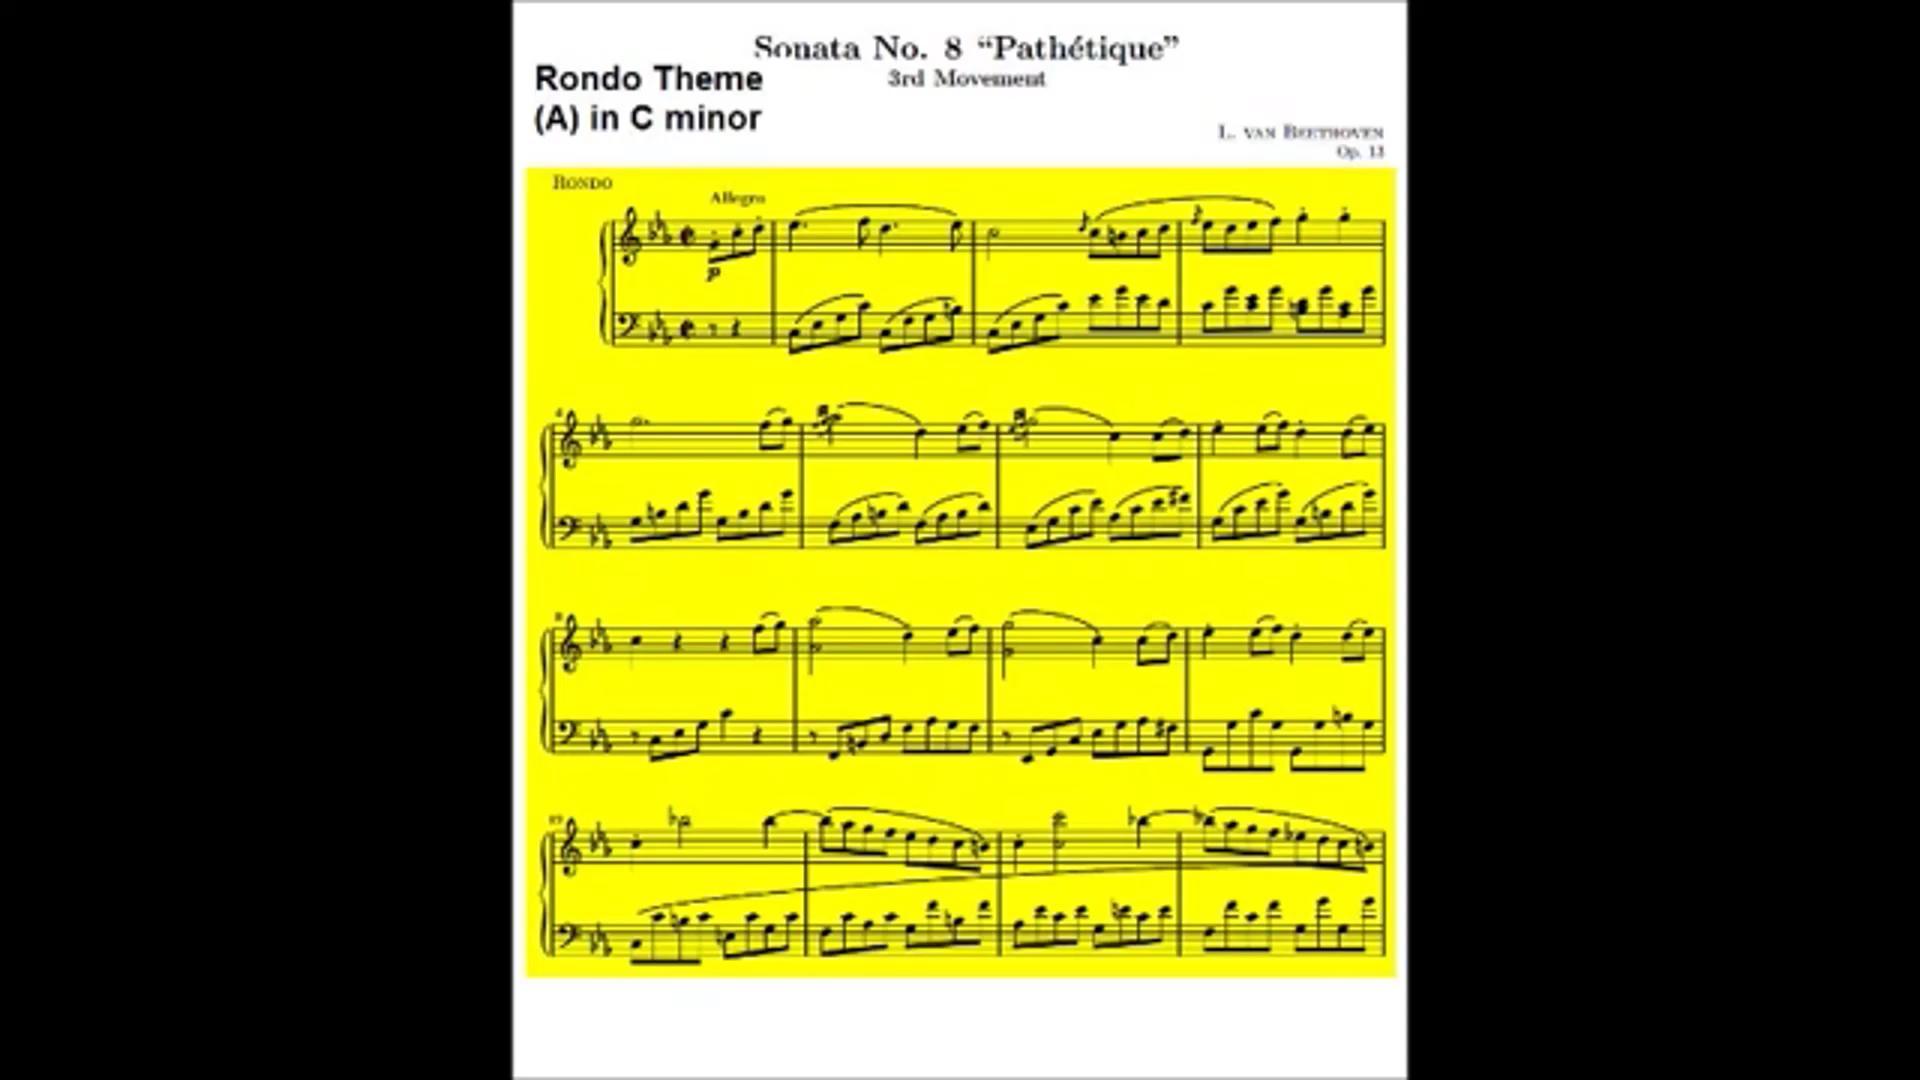 Sonata No. 8 “Pathétique”
3rd Movement
Rondo Theme
(A) in C minor
L. van Beethoven
Op. 13
Rondo
Allegro
p